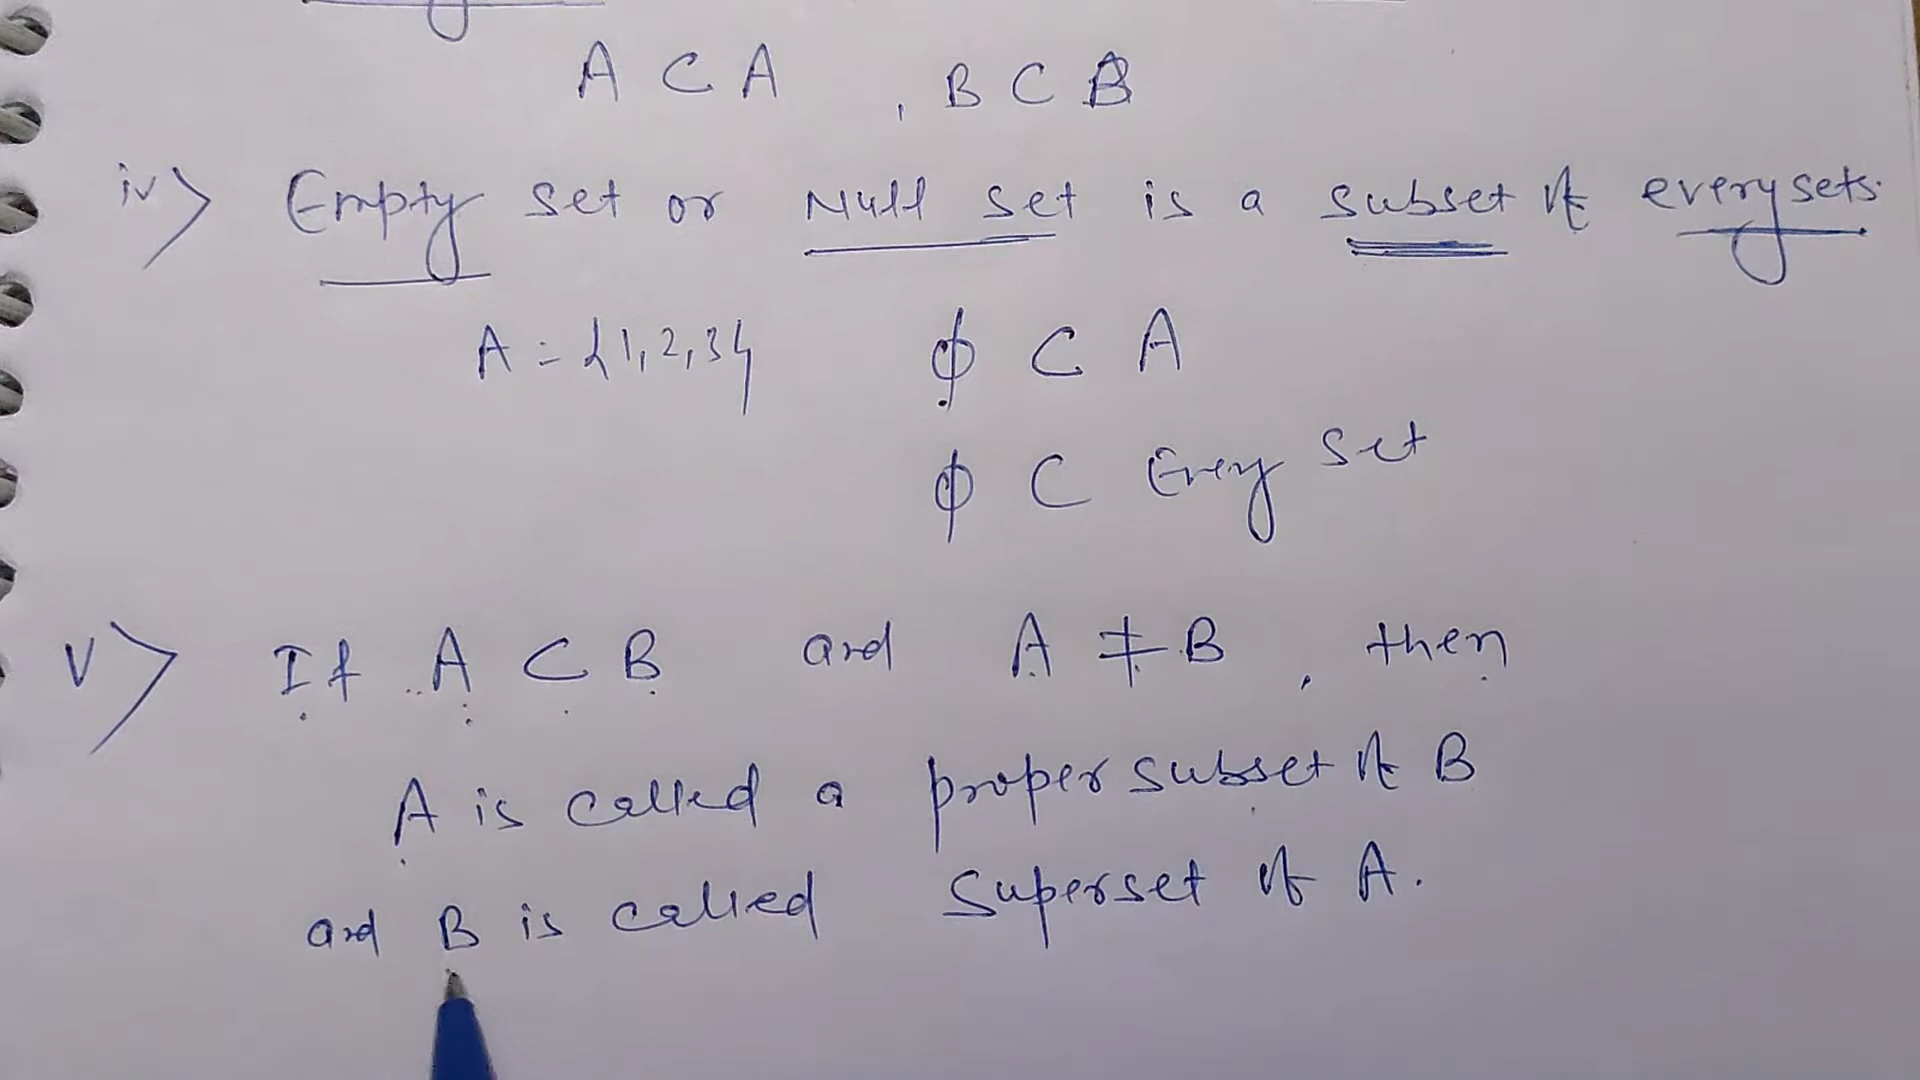 A ⊂ A , B ⊂ B
iv> Empty set or Null set is a subset of every sets.
A = {1, 2, 3} ϕ ⊂ A
ϕ ⊂ Every set
V> If A ⊂ B and A ≠ B , then
A is called a proper subset of B
and B is called Superset of A.